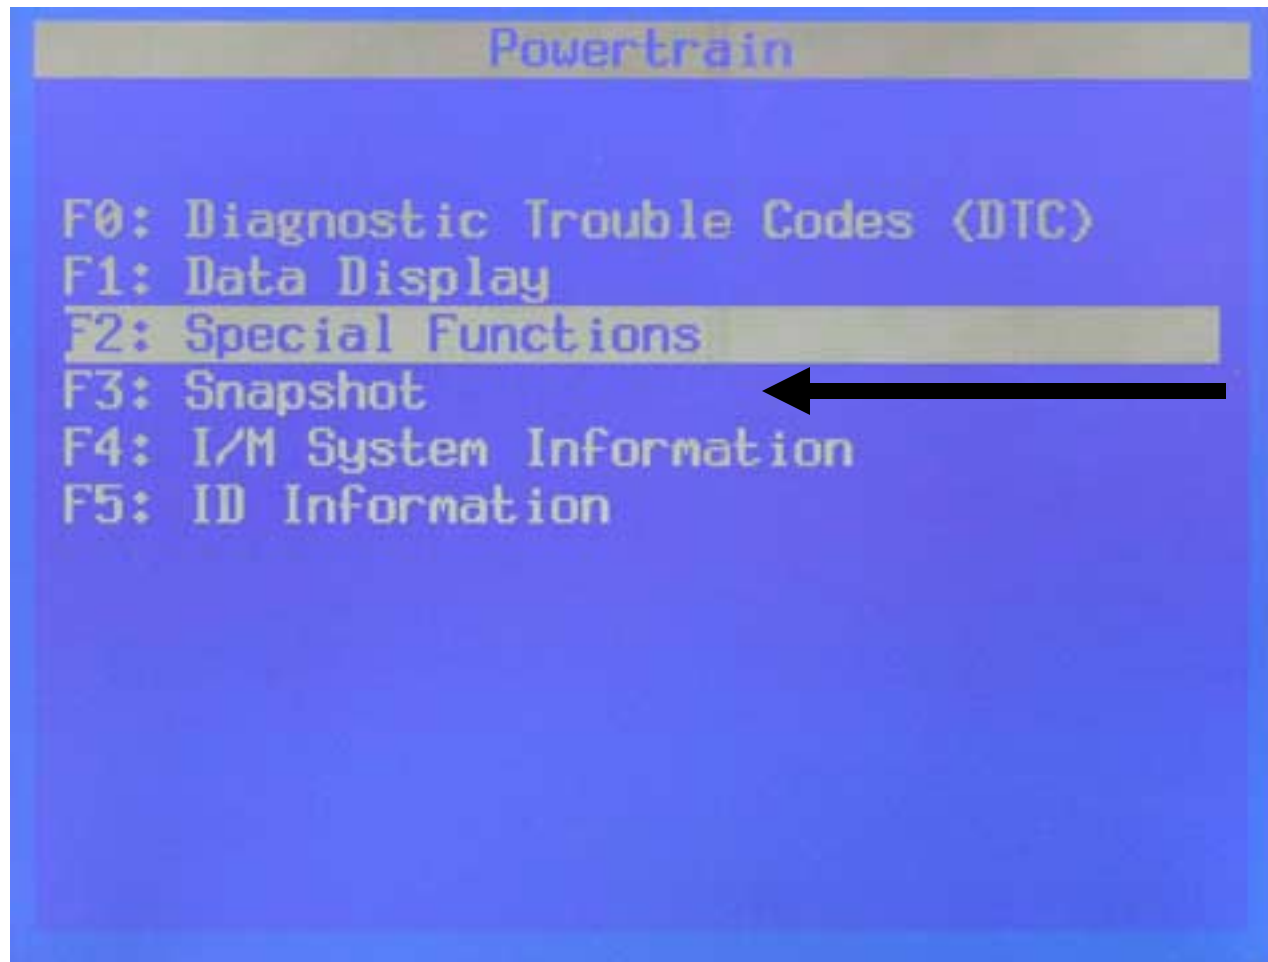 Powertrain
F0: Diagnostic Trouble Codes (DTC)
F1: Data Display
F2: Special Functions
F3: Snapshot
F4: I/M System Information
F5: ID Information